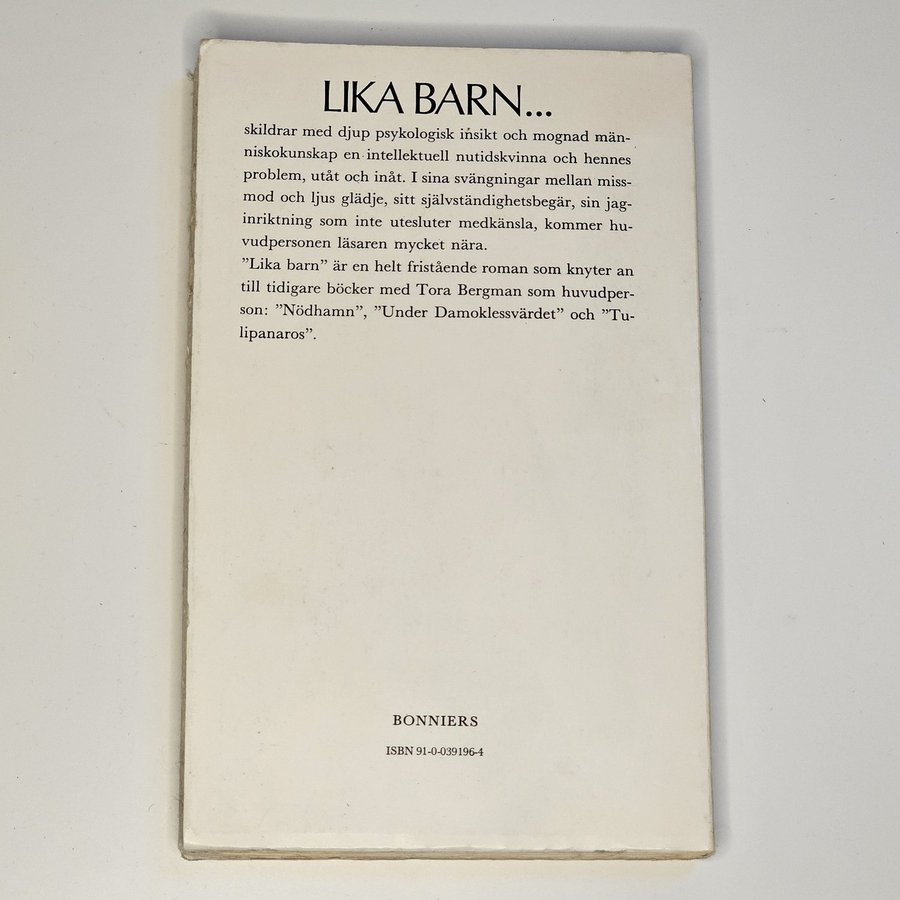 LIKA BARN...
skildrar med djup psykologisk insikt och mognad män-
niskokunskap en intellektuell nutidskvinna och hennes
problem, utåt och inåt. I sina svängningar mellan miss-
mod och ljus glädje, sitt självständighetsbegär, sin jag-
inriktning som inte utesluter medkänsla, kommer hu-
vudpersonen läsaren mycket nära.
”Lika barn” är en helt fristående roman som knyter an
till tidigare böcker med Tora Bergman som huvudper-
son: ”Nödhamn”, ”Under Damoklessvärdet” och ”Tu-
lipanaros”.
BONNIERS
ISBN 91-0-039196-4